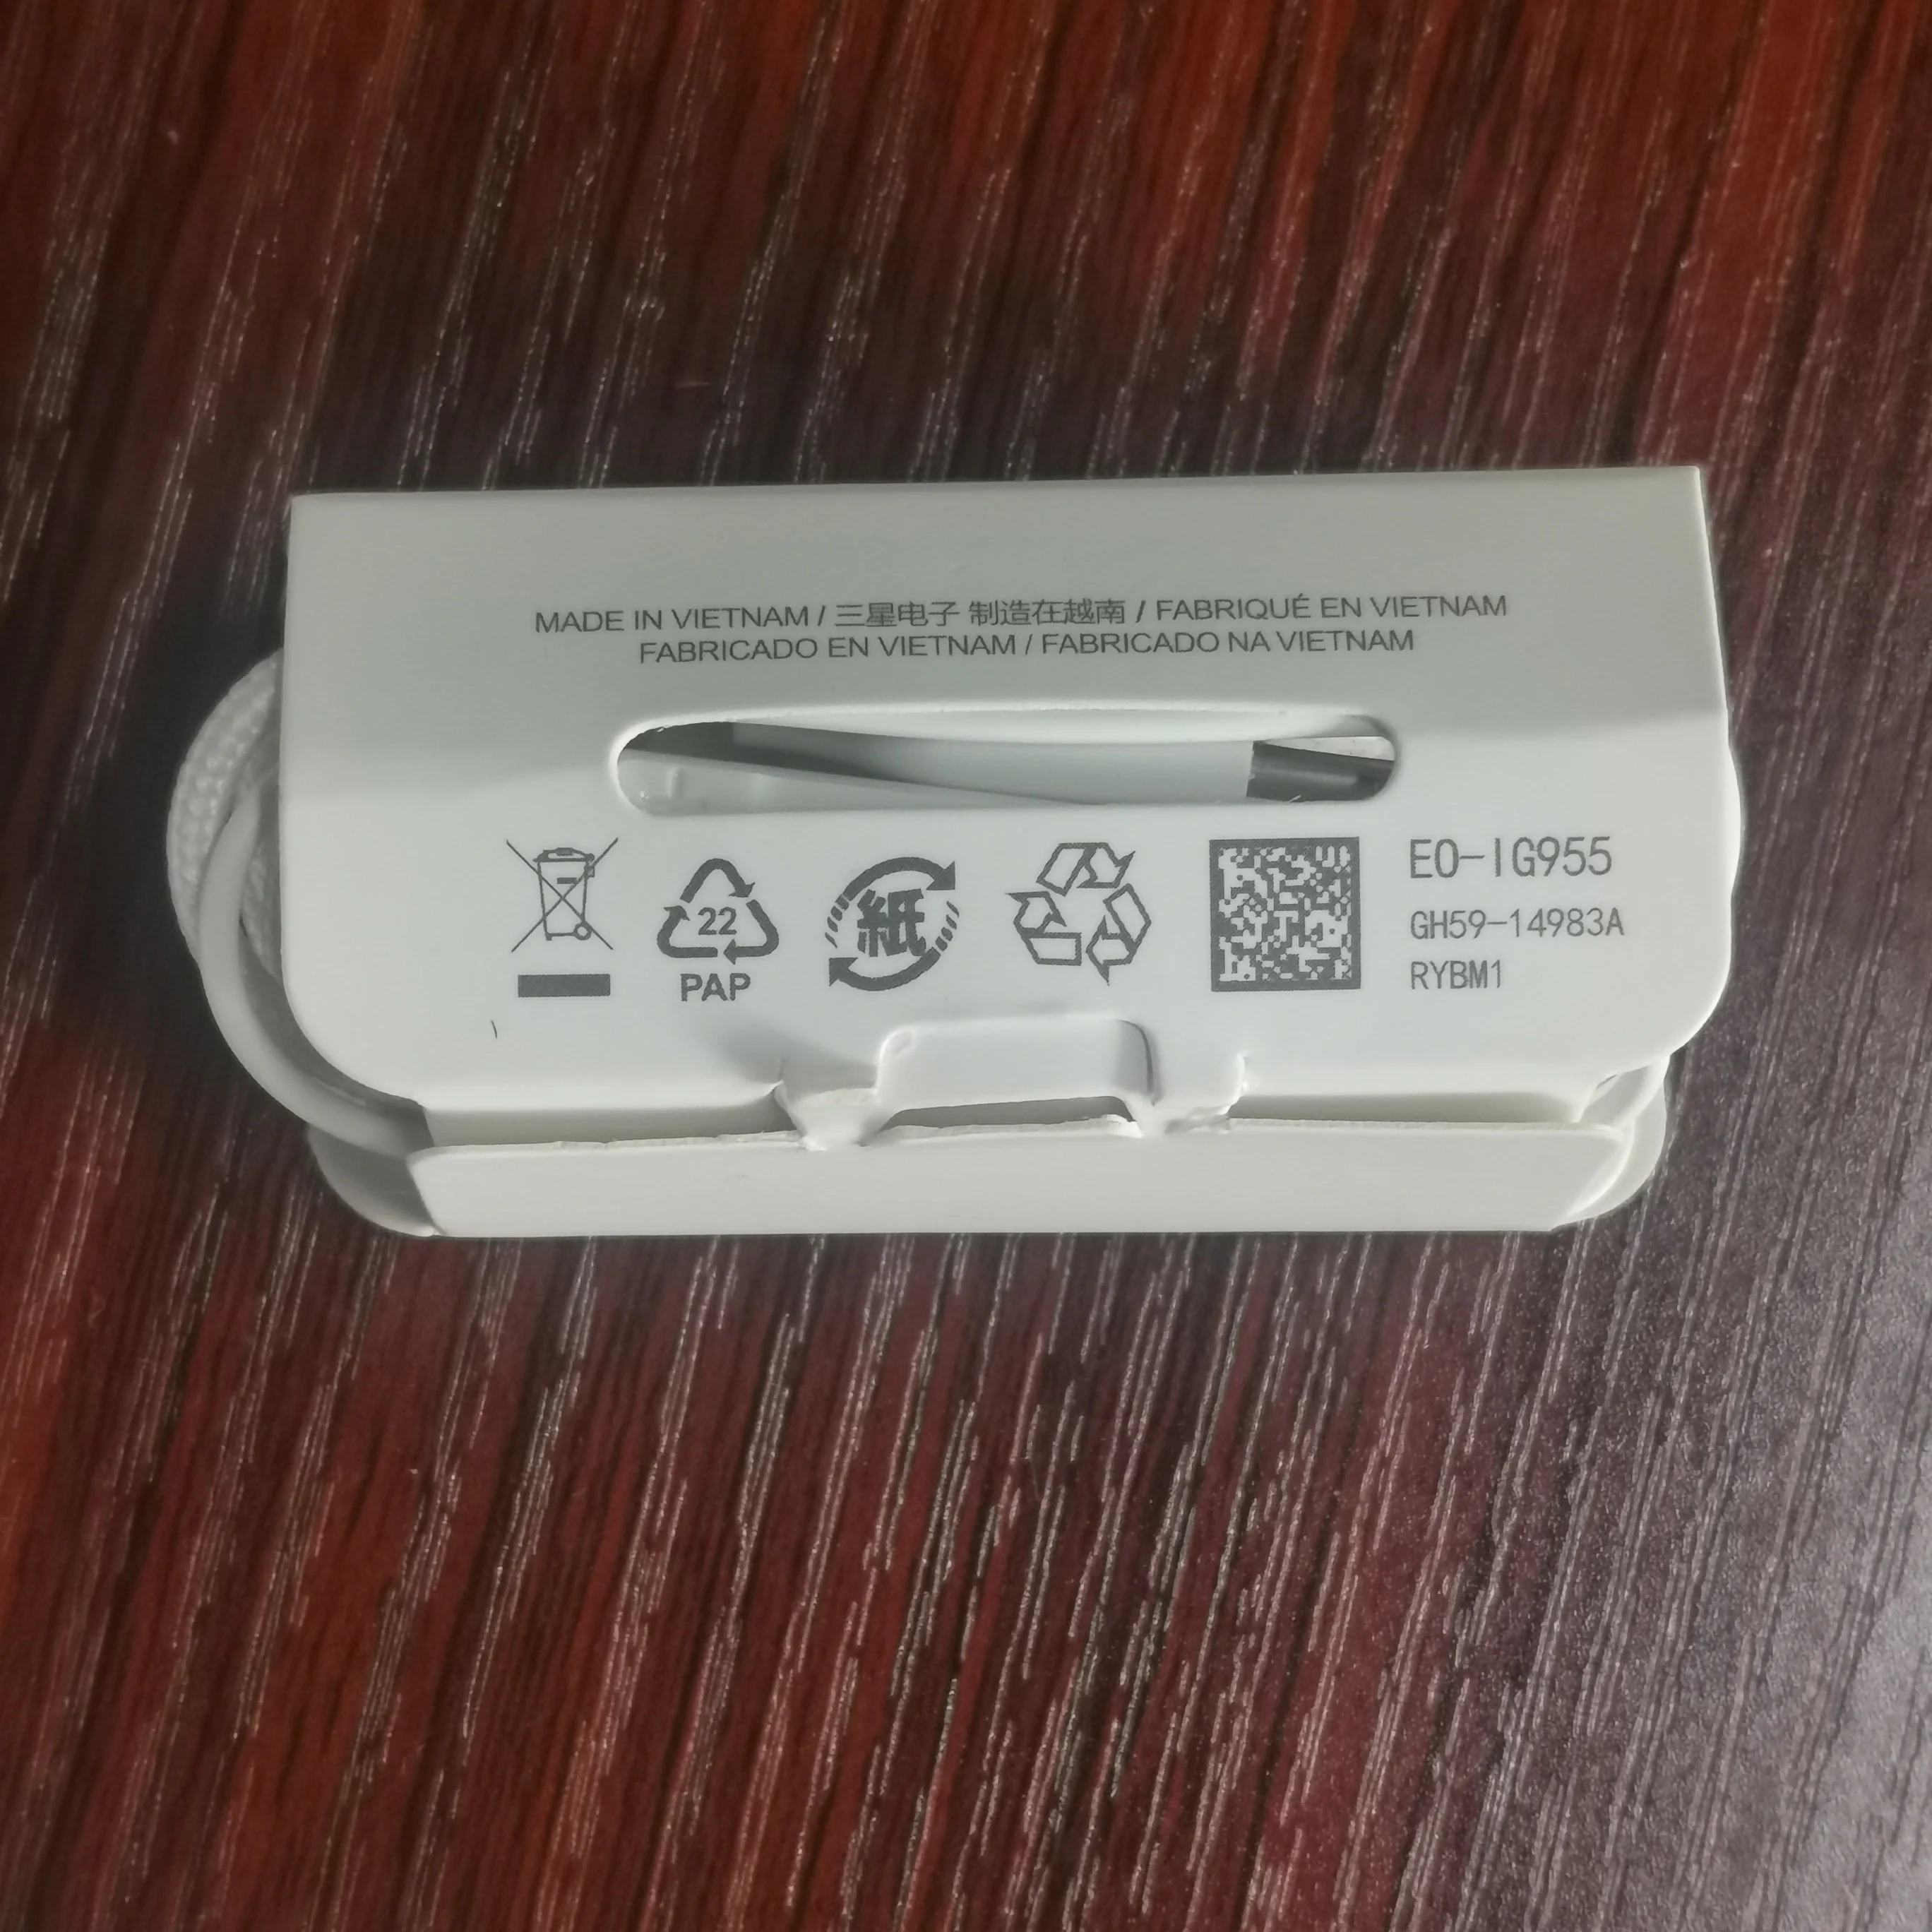 MADE IN VIETNAM / 三星电子 制造在越南 / FABRIQUÉ EN VIETNAM
FABRICADO EN VIETNAM / FABRICADO NA VIETNAM
22
PAP
紙
EO-IG955
GH59-14983A
RYBM1